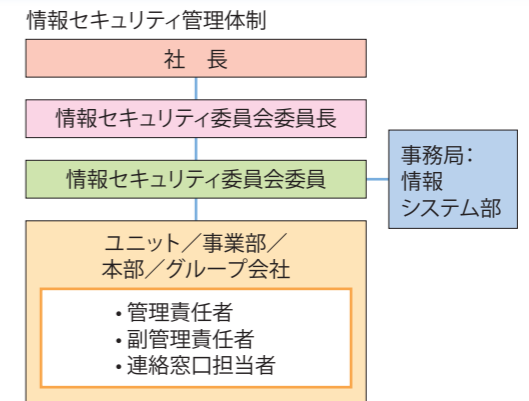 情報セキュリティ管理体制
社　長
情報セキュリティ委員会委員長
情報セキュリティ委員会委員
事務局：
情報
システム部
ユニット／事業部／
本部／グループ会社
・管理責任者
・副管理責任者
・連絡窓口担当者